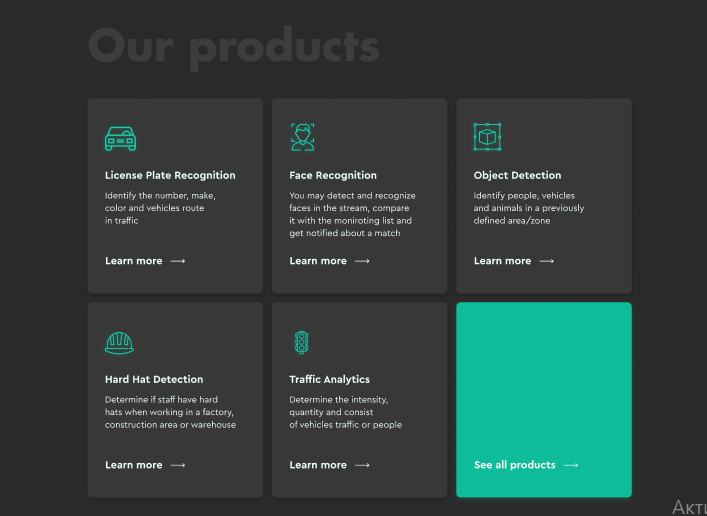 Our products
License Plate Recognition
Identify the number, make,
color and vehicles route
in traffic
Learn more
Face Recognition
You may detect and recognize
faces in the stream, compare
it with the moniroting list and
get notified about a match
Learn more
Object Detection
Identify people, vehicles
and animals in a previously
defined area/zone
Learn more
Hard Hat Detection
Determine if staff have hard
hats when working in a factory,
construction area or warehouse
Learn more
Traffic Analytics
Determine the intensity,
quantity and consist
of vehicles traffic or people
Learn more
See all products